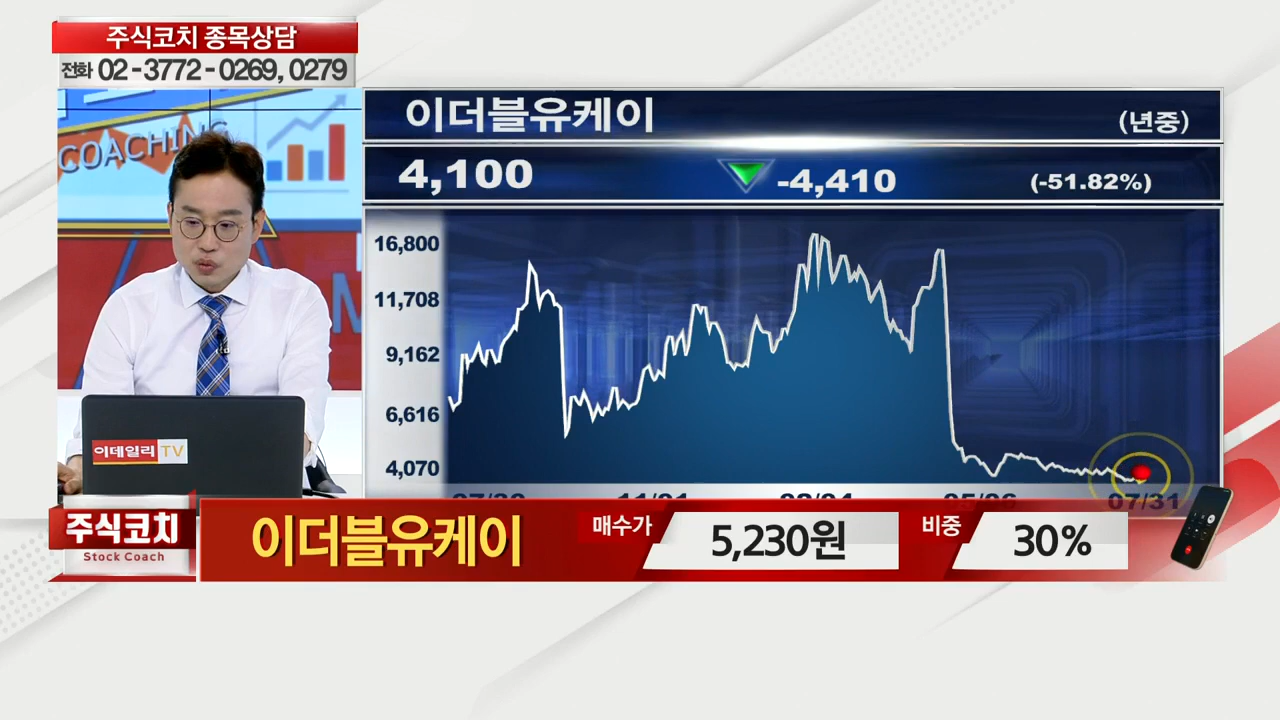 주식코치 종목상담
전화 02-3772-0269, 0279
COACHING
이더블유케이
(년중)
4,100
-4,410
(-51.82%)
16,800
11,708
9,162
6,616
4,070
07/31
이데일리TV
주식코치
Stock Coach
이더블유케이
매수가
5,230원
비중
30%